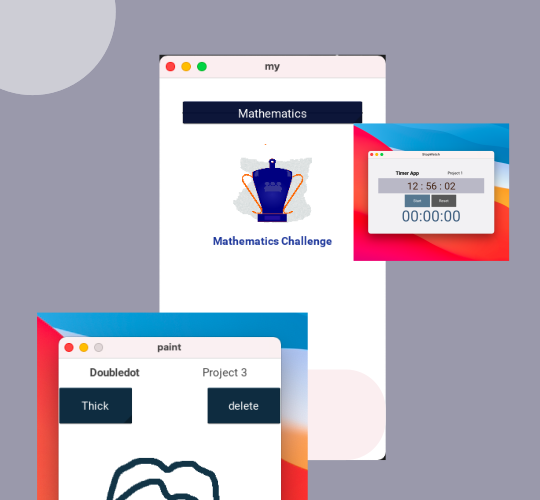 my
Mathematics
Mathematics Challenge
StopWatch
Timer App
Project 1
12 : 56 : 02
Start
Reset
00:00:00
paint
Doubledot
Project 3
Thick
delete